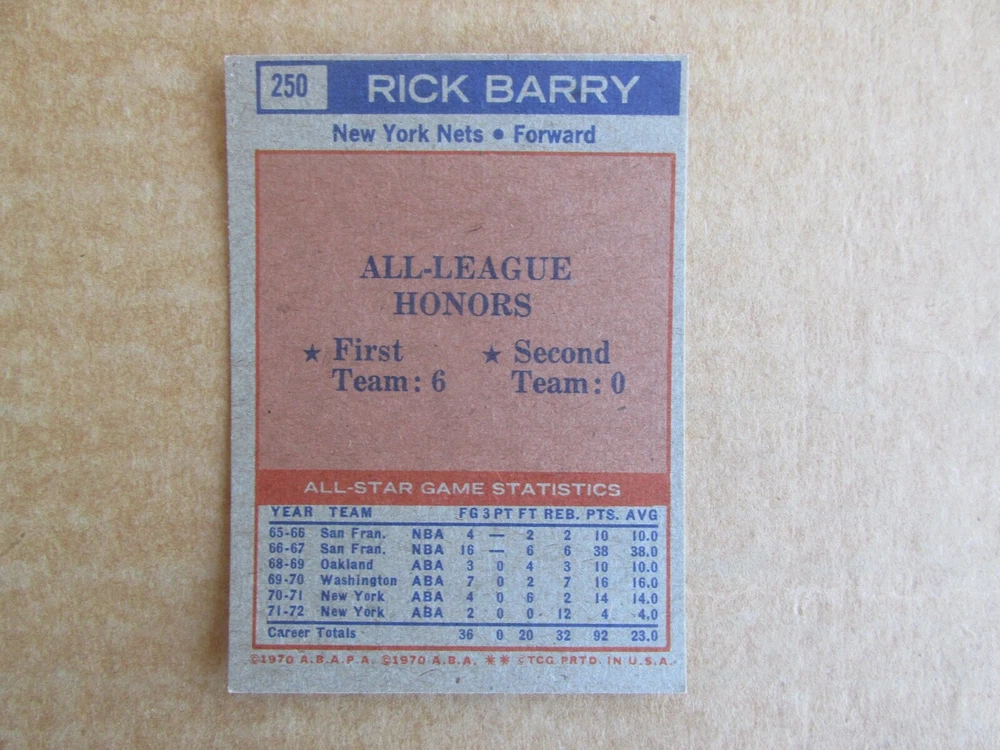 250 RICK BARRY
New York Nets • Forward
ALL-LEAGUE
HONORS
★ First ★ Second
Team: 6 Team: 0
ALL-STAR GAME STATISTICS
YEAR TEAM FG 3PT FT REB. PTS. AVG
65-66 San Fran. NBA 4 — 2 2 10 10.0
66-67 San Fran. NBA 16 — 6 6 38 38.0
68-69 Oakland ABA 3 0 4 3 10 10.0
69-70 Washington ABA 7 0 2 7 16 16.0
70-71 New York ABA 4 0 6 2 14 14.0
71-72 New York ABA 2 0 0 12 4 4.0
Career Totals 36 0 20 32 92 23.0
©1970 A.B.A.P.A. ©1970 A.B.A. ✳✳ ©TCG PRTD. IN U.S.A.